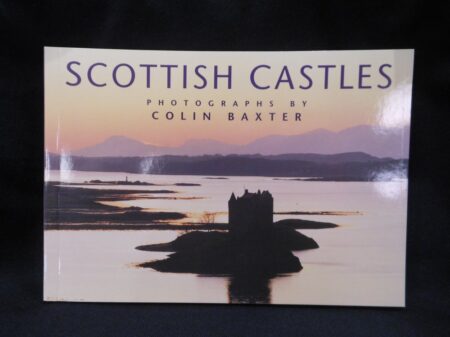 SCOTTISH CASTLES
PHOTOGRAPHS BY
COLIN BAXTER